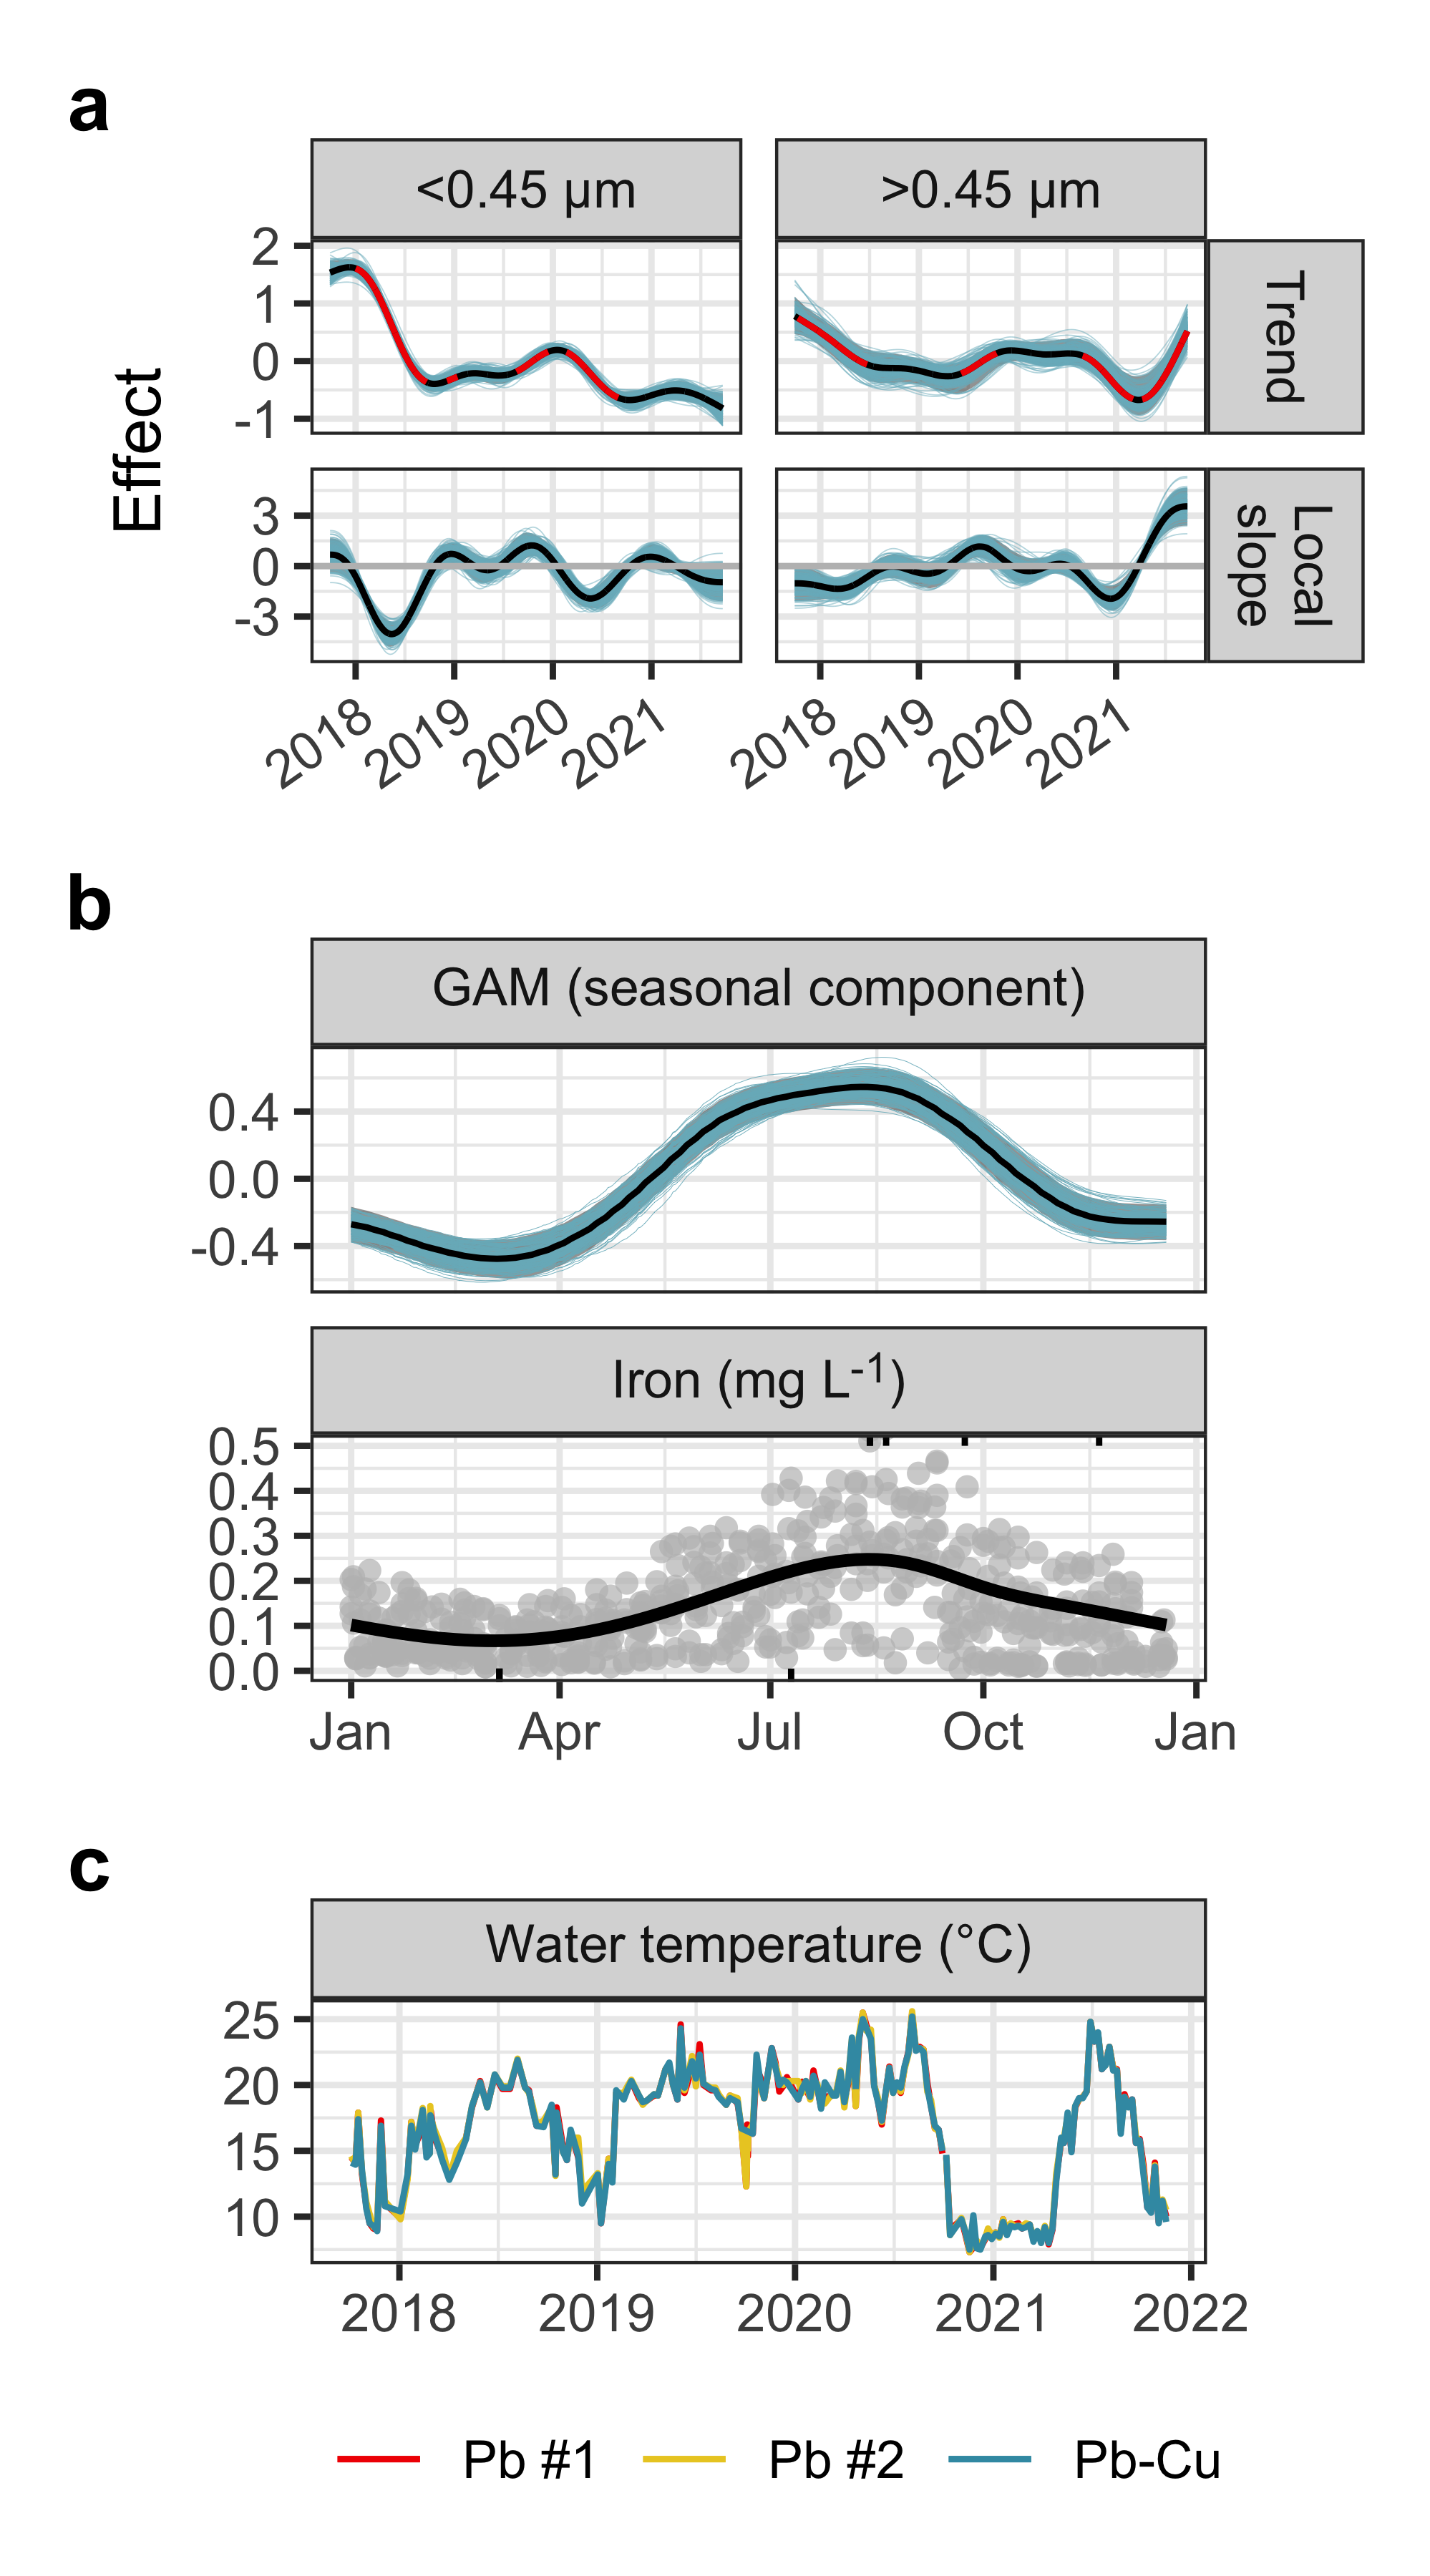 a
<0.45 µm
>0.45 µm
2
1
0
-1
Trend
Effect
3
0
-3
Local
slope
2018 2019 2020 2021
2018 2019 2020 2021
b
GAM (seasonal component)
0.4
0.0
-0.4
Iron (mg L-1)
0.5
0.4
0.3
0.2
0.1
0.0
Jan Apr Jul Oct Jan
c
Water temperature (°C)
25
20
15
10
2018 2019 2020 2021 2022
Pb #1 Pb #2 Pb-Cu